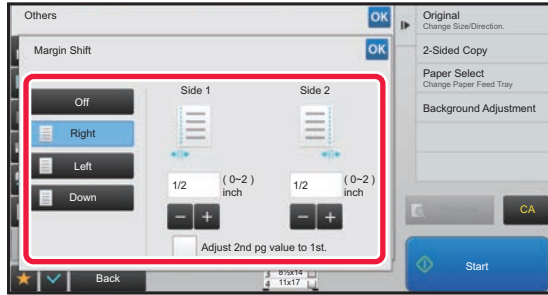 Others
OK
Margin Shift
OK
Off
Right
Left
Down
Side 1
Side 2
1/2
( 0~2 )
inch
1/2
( 0~2 )
inch
Adjust 2nd pg value to 1st.
Back
3 8½x14
4 11x17
Original
Change Size/Direction.
2-Sided Copy
Paper Select
Change Paper Feed Tray
Background Adjustment
CA
Start